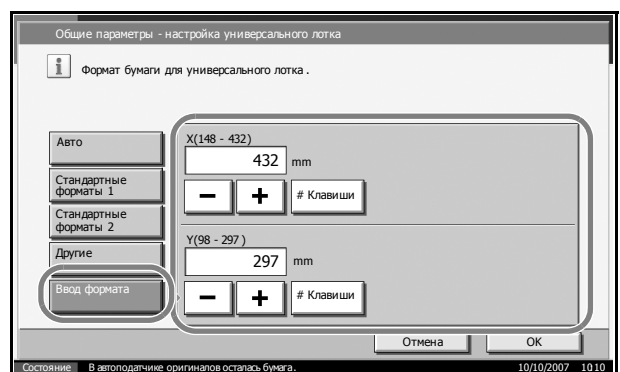 Общие параметры - настройка универсального лотка
i Формат бумаги для универсального лотка .
Авто
Стандартные
форматы 1
Стандартные
форматы 2
Другие
Ввод формата
X(148 - 432)
432 mm
– + # Клавиши
Y(98 - 297)
297 mm
– + # Клавиши
Отмена
OK
Состояние В автоподатчике оригиналов осталась бумага. 10/10/2007 1010